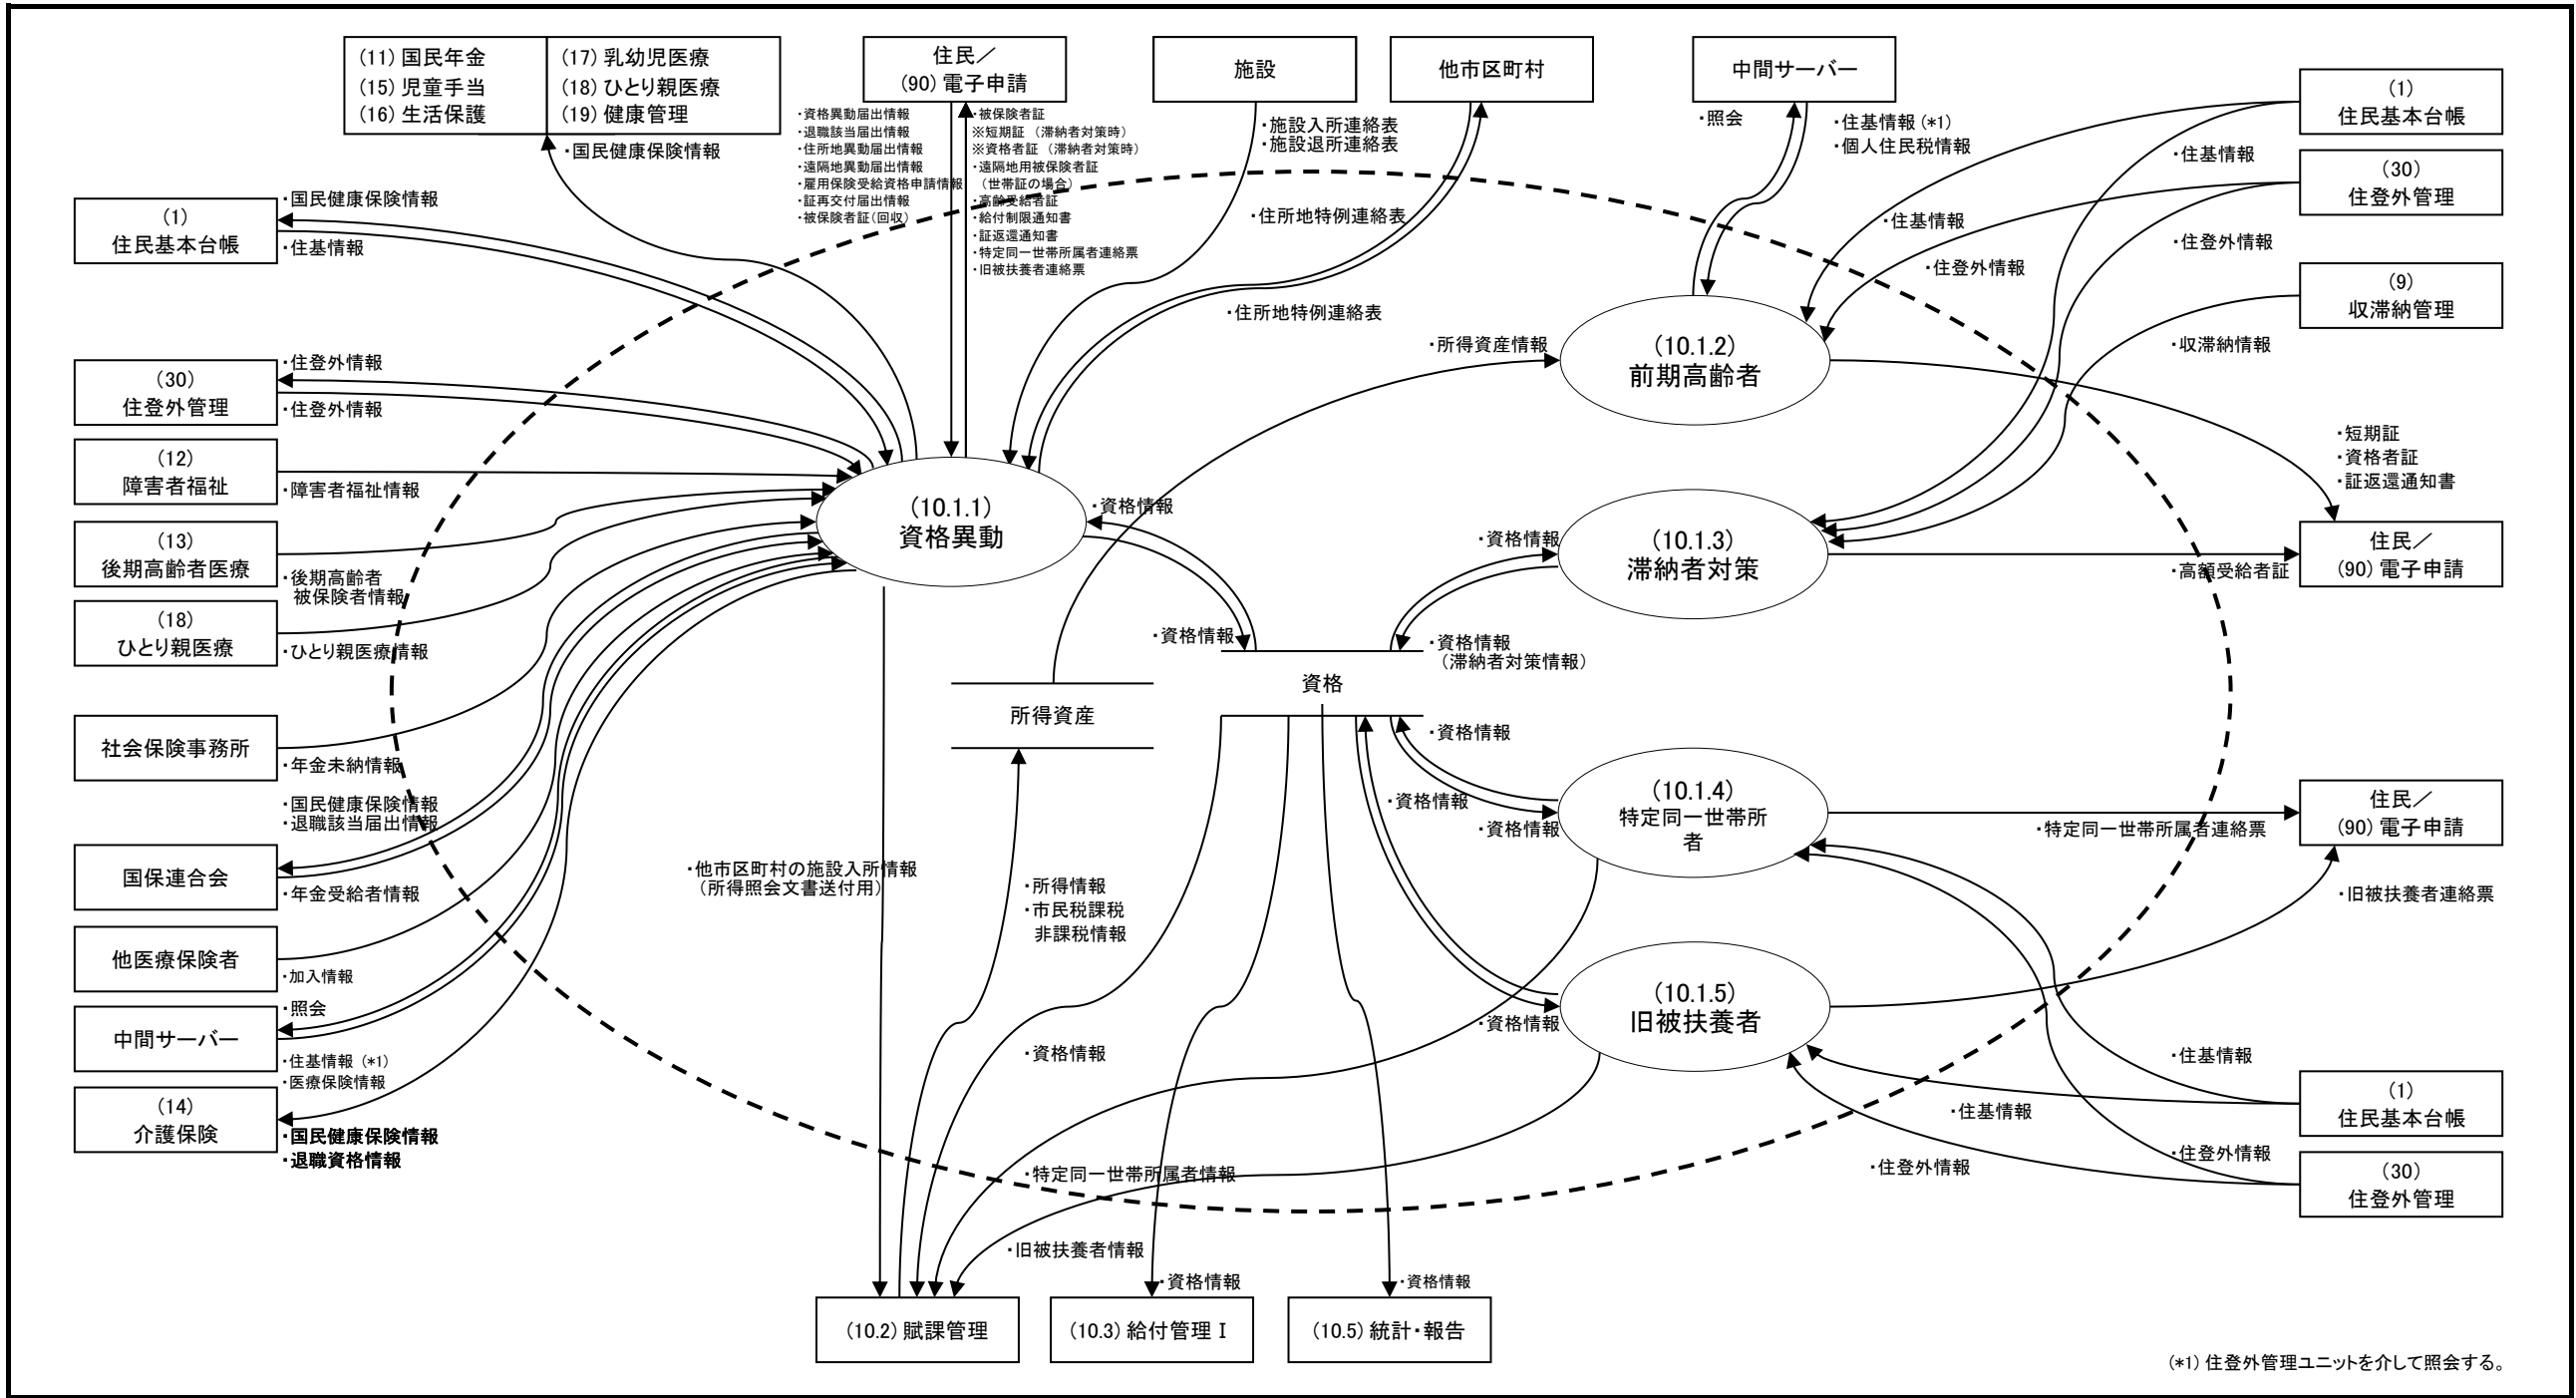 (11) 国民年金
(15) 児童手当
(16) 生活保護
(17) 乳幼児医療
(18) ひとり親医療
(19) 健康管理
・国民健康保険情報
住民／
(90) 電子申請
・資格異動届出情報
・退職該当届出情報
・住所地異動届出情報
・遠隔地異動届出情報
・雇用保険受給資格申請情報
・証再交付届出情報
・被保険者証(回収)
・被保険者証
※短期証 (滞納者対策時)
※資格者証 (滞納者対策時)
・遠隔地用被保険者証
(世帯証の場合)
・高齢受給者証
・給付制限通知書
・証返還通知書
・特定同一世帯所属者連絡票
・旧被扶養者連絡票
施設
・施設入所連絡表
・施設退所連絡表
他市区町村
・住所地特例連絡表
・住所地特例連絡表
中間サーバー
・照会
・住基情報 (*1)
・個人住民税情報
(1)
住民基本台帳
・住基情報
・住基情報
(30)
住登外管理
・住登外情報
・住登外情報
(9)
収滞納管理
・収滞納情報
(1)
住民基本台帳
・国民健康保険情報
・住基情報
(30)
住登外管理
・住登外情報
・住登外情報
(12)
障害者福祉
・障害者福祉情報
(13)
後期高齢者医療
・後期高齢者
被保険者情報
(18)
ひとり親医療
・ひとり親医療情報
社会保険事務所
・年金未納情報
・国民健康保険情報
・退職該当届出情報
国保連合会
・年金受給者情報
他医療保険者
・加入情報
・照会
中間サーバー
・住基情報 (*1)
・医療保険情報
(14)
介護保険
・国民健康保険情報
・退職資格情報
(10.1.1)
資格異動
・資格情報
・資格情報
・所得資産情報
(10.1.2)
前期高齢者
・資格情報
(10.1.3)
滞納者対策
・資格情報
(滞納者対策情報)
・短期証
・資格者証
・証返還通知書
住民／
(90) 電子申請
・高額受給者証
資格
所得資産
・資格情報
・資格情報
・資格情報
(10.1.4)
特定同一世帯所
者
・特定同一世帯所属者連絡票
住民／
(90) 電子申請
・旧被扶養者連絡票
・他市区町村の施設入所情報
(所得照会文書送付用)
・所得情報
・市民税課税
非課税情報
・資格情報
・資格情報
(10.1.5)
旧被扶養者
・住基情報
・住基情報
(1)
住民基本台帳
・住登外情報
・住登外情報
(30)
住登外管理
・特定同一世帯所属者情報
・旧被扶養者情報
・資格情報
・資格情報
(10.2) 賦課管理
(10.3) 給付管理 I
(10.5) 統計・報告
(*1) 住登外管理ユニットを介して照会する。